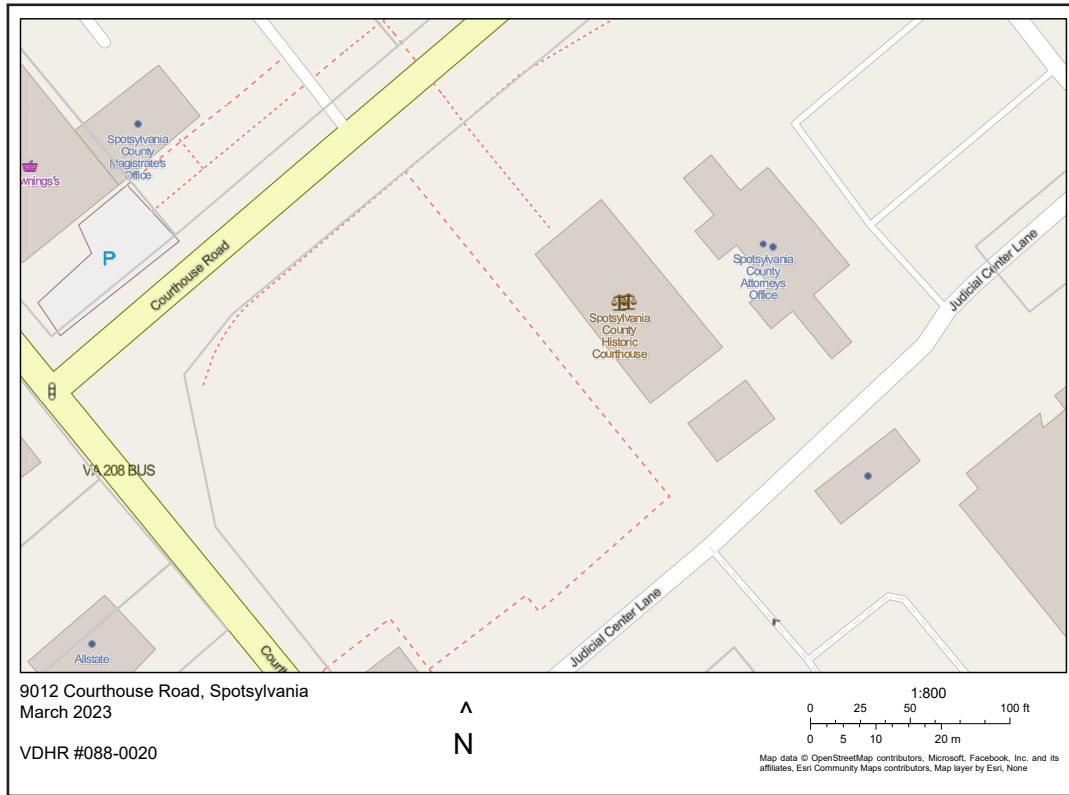 Spotsylvania
County
Magistrate's
Office
wnings's
P
Courthouse Road
Spotsylvania
County
Attorneys
Office
Judicial Center Lane
Spotsylvania
County
Historic
Courthouse
VA 208 BUS
Judicial Center Lane
Allstate
Courth
9012 Courthouse Road, Spotsylvania
March 2023
VDHR #088-0020
^
N
1:800
0 25 50 100 ft
0 5 10 20 m
Map data © OpenStreetMap contributors, Microsoft, Facebook, Inc. and its
affiliates, Esri Community Maps contributors, Map layer by Esri, None